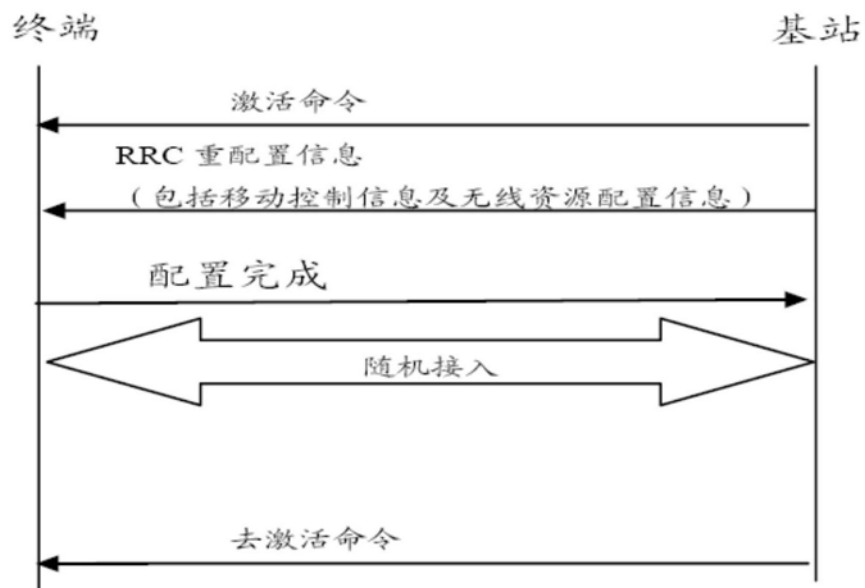 终端
基站
激活命令
RRC 重配置信息
（包括移动控制信息及无线资源配置信息）
配置完成
随机接入
去激活命令